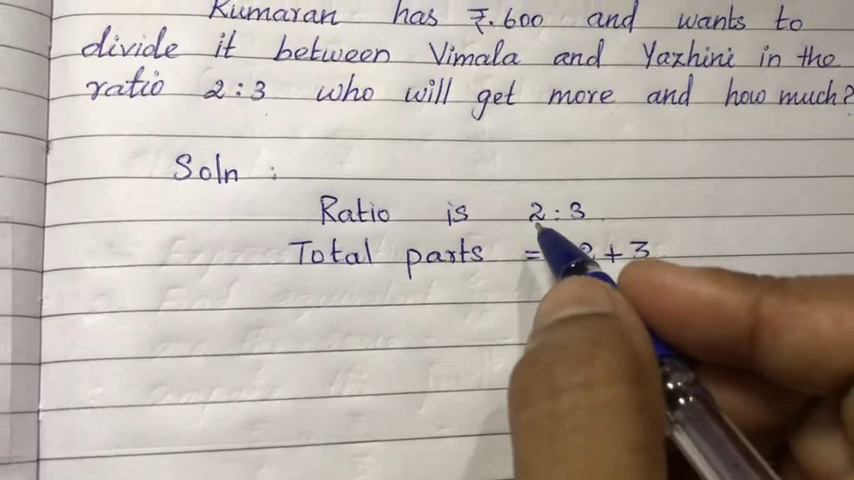 Kumaran has ₹.600 and wants to
divide it between Vimala and Yazhini in the
ratio 2:3 who will get more and how much?
Soln :
Ratio is 2:3
Total parts = 2 + 3